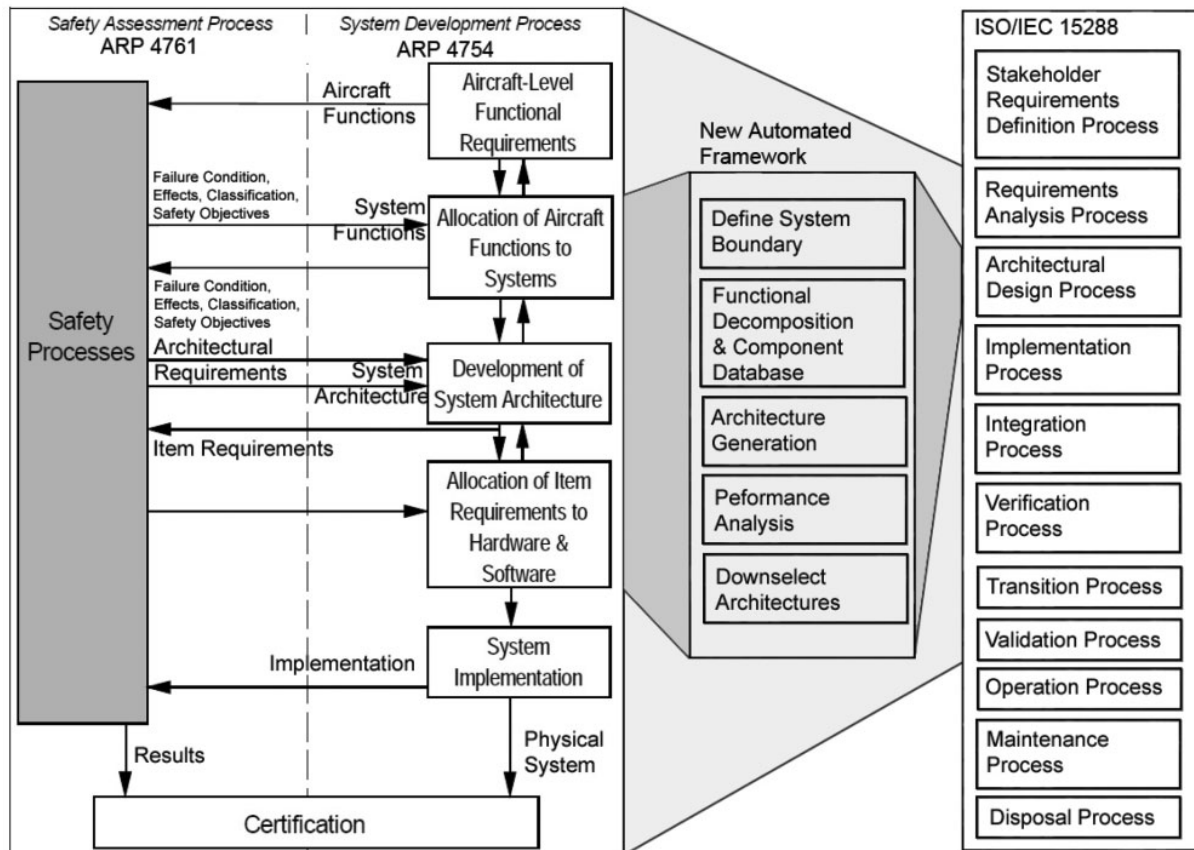 Safety Assessment Process
ARP 4761
System Development Process
ARP 4754
Safety
Processes
Aircraft
Functions
Failure Condition,
Effects, Classification,
Safety Objectives
System
Functions
Failure Condition,
Effects, Classification,
Safety Objectives
Architectural
Requirements
System
Architecture
Item Requirements
Implementation
Results
Aircraft-Level
Functional
Requirements
Allocation of Aircraft
Functions to
Systems
Development of
System Architecture
Allocation of Item
Requirements to
Hardware &
Software
System
Implementation
Physical
System
Certification
New Automated
Framework
Define System
Boundary
Functional
Decomposition
& Component
Database
Architecture
Generation
Peformance
Analysis
Downselect
Architectures
ISO/IEC 15288
Stakeholder
Requirements
Definition Process
Requirements
Analysis Process
Architectural
Design Process
Implementation
Process
Integration
Process
Verification
Process
Transition Process
Validation Process
Operation Process
Maintenance
Process
Disposal Process